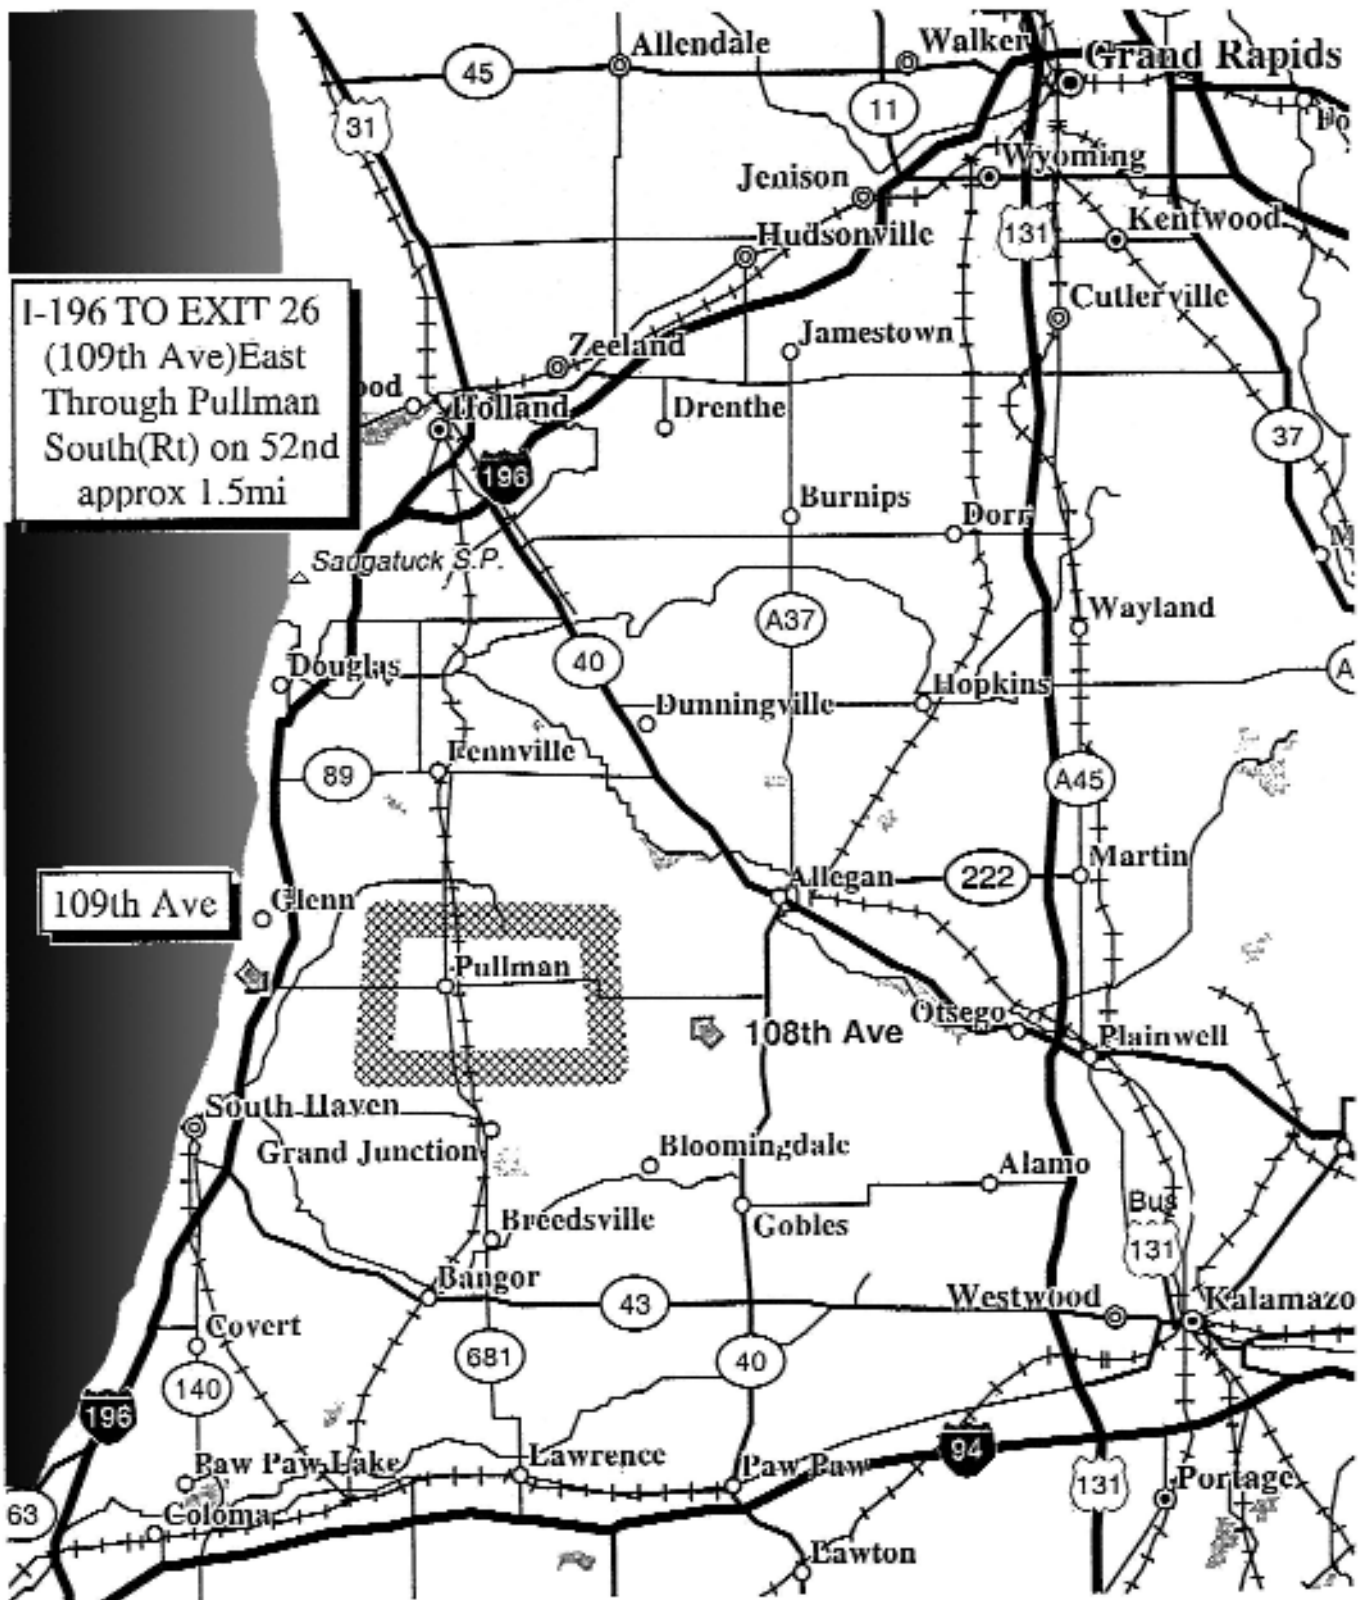 Allendale
Walker
Grand Rapids
45
11
31
Wyoming
Jenison
Kentwood
131
Hudsonville
Cutlerville
I-196 TO EXIT 26
(109th Ave)East
Through Pullman
South(Rt) on 52nd
approx 1.5mi
Jamestown
Zeeland
Holland
Drenthe
37
196
Burnips
Dorr
Saugatuck S.P.
A37
Wayland
40
Douglas
Hopkins
Dunningville
Fennville
89
A45
Martin
Allegan
222
109th Ave
Glenn
Pullman
Otsego
108th Ave
Plainwell
South Haven
Grand Junction
Bloomingdale
Alamo
Bus
131
Breedsville
Gobles
Bangor
43
Westwood
Kalamazo
Covert
681
40
140
196
94
Lawrence
Paw Paw Lake
Paw Paw
131
Portage
63
Coloma
Lawton